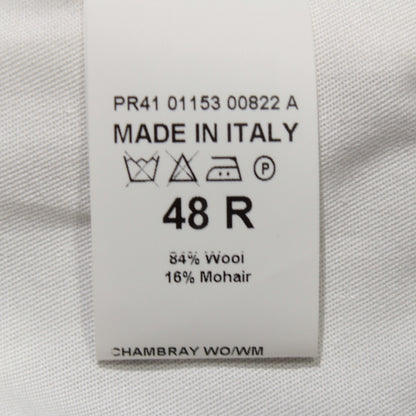 PR41 01153 00822 A
MADE IN ITALY
P
48 R
84% Wool
16% Mohair
CHAMBRAY WO/WM